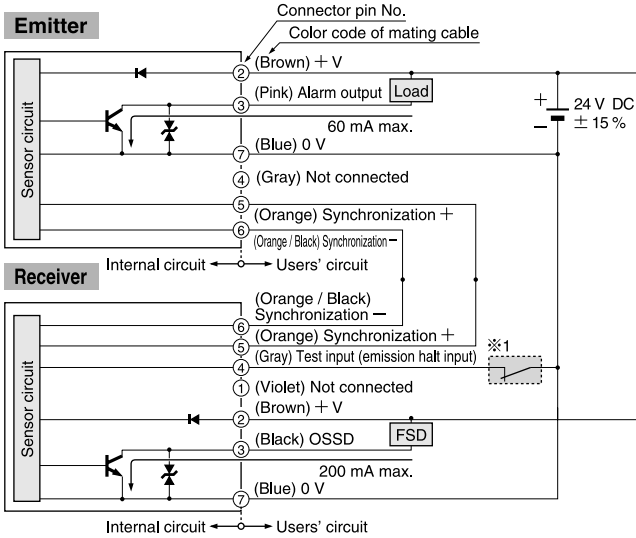 Connector pin No.
Emitter
Color code of mating cable
② (Brown) + V
③ (Pink) Alarm output
Load
60 mA max.
+
−
24 V DC
± 15 %
Sensor circuit
⑦ (Blue) 0 V
④ (Gray) Not connected
⑤ (Orange) Synchronization +
⑥ (Orange / Black) Synchronization −
Internal circuit
Users' circuit
Receiver
(Orange / Black)
⑥ Synchronization −
⑤ (Orange) Synchronization +
④ (Gray) Test input (emission halt input)
※1
① (Violet) Not connected
② (Brown) + V
Sensor circuit
③ (Black) OSSD
FSD
200 mA max.
⑦ (Blue) 0 V
Internal circuit
Users' circuit